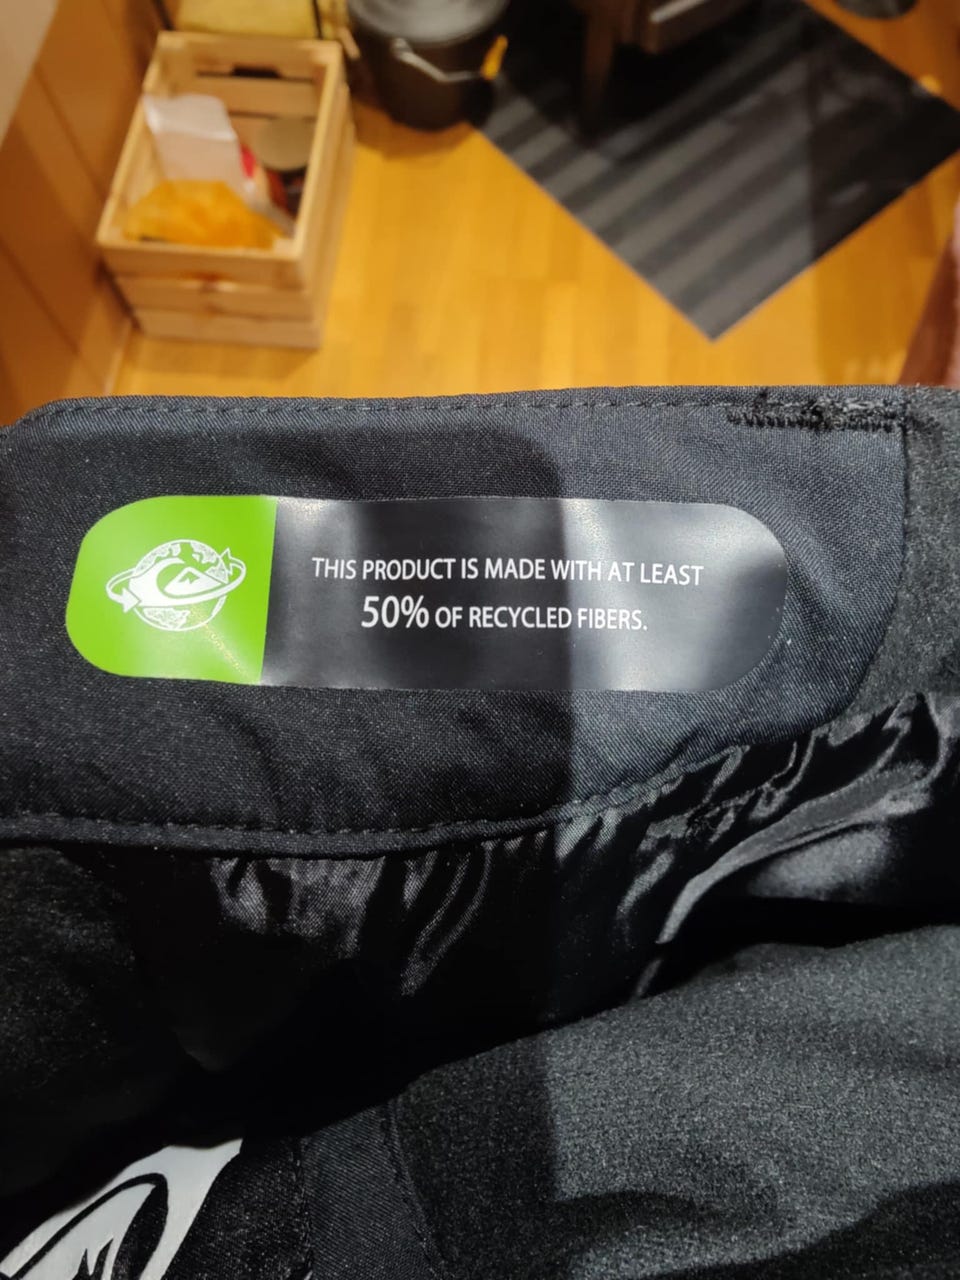 THIS PRODUCT IS MADE WITH AT LEAST
50% OF RECYCLED FIBERS.